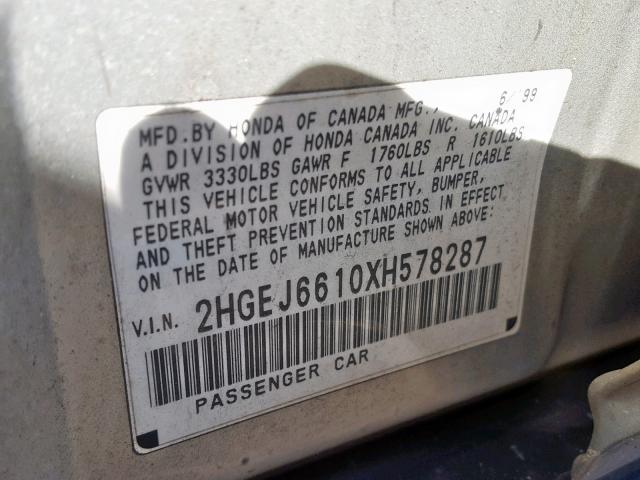 MFD.BY HONDA OF CANADA MFG., 6/'99
A DIVISION OF HONDA CANADA INC. CANADA
GVWR 3330LBS GAWR F 1760LBS R 1610LBS
THIS VEHICLE CONFORMS TO ALL APPLICABLE
FEDERAL MOTOR VEHICLE SAFETY, BUMPER,
AND THEFT PREVENTION STANDARDS IN EFFECT
ON THE DATE OF MANUFACTURE SHOWN ABOVE:
V.I.N. 2HGEJ6610XH578287
PASSENGER CAR